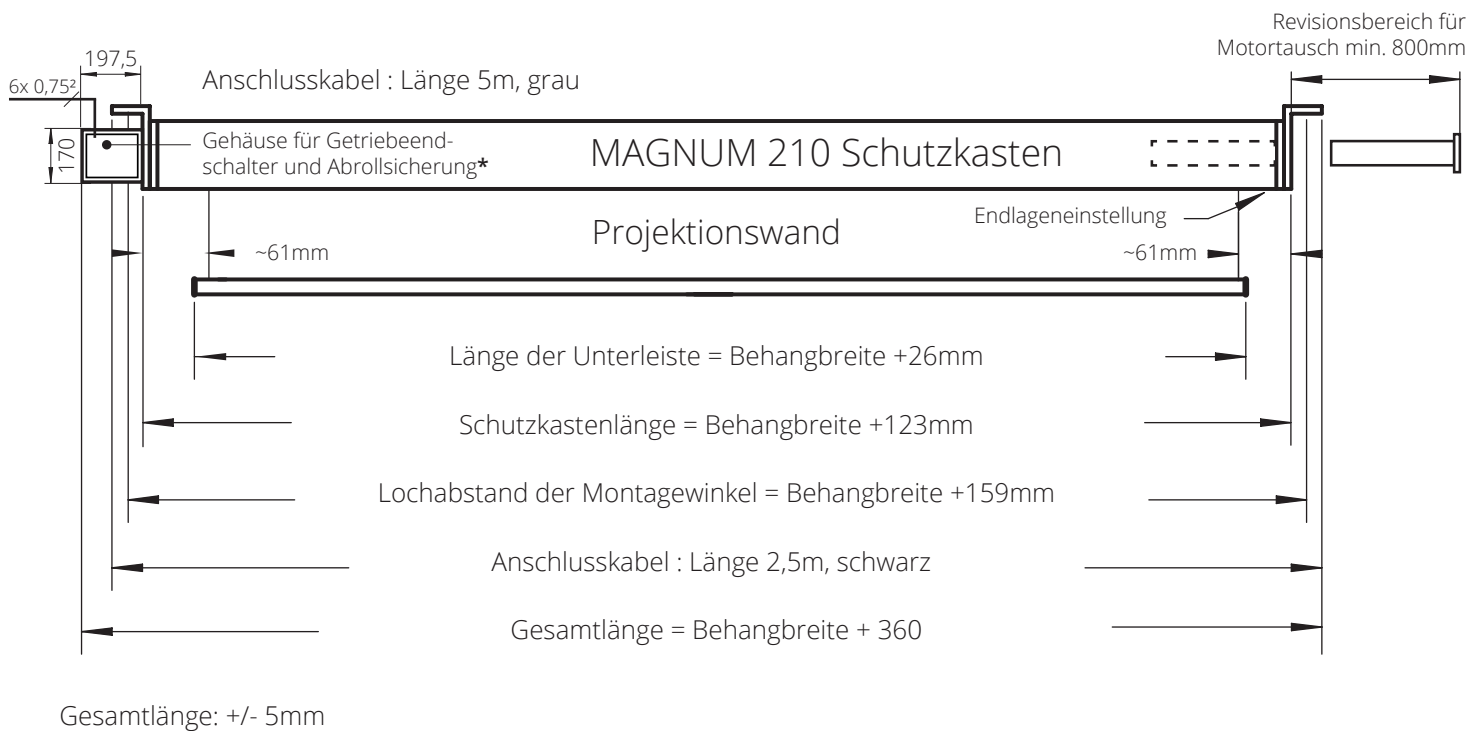 Revisionsbereich für
Motortausch min. 800mm
197,5
6x 0,75²
Anschlusskabel : Länge 5m, grau
170
Gehäuse für Getriebeend-
schalter und Abrollsicherung*
MAGNUM 210 Schutzkasten
Endlageneinstellung
Projektionswand
~61mm
~61mm
Länge der Unterleiste = Behangbreite +26mm
Schutzkastenlänge = Behangbreite +123mm
Lochabstand der Montagewinkel = Behangbreite +159mm
Anschlusskabel : Länge 2,5m, schwarz
Gesamtlänge = Behangbreite + 360
Gesamtlänge: +/- 5mm